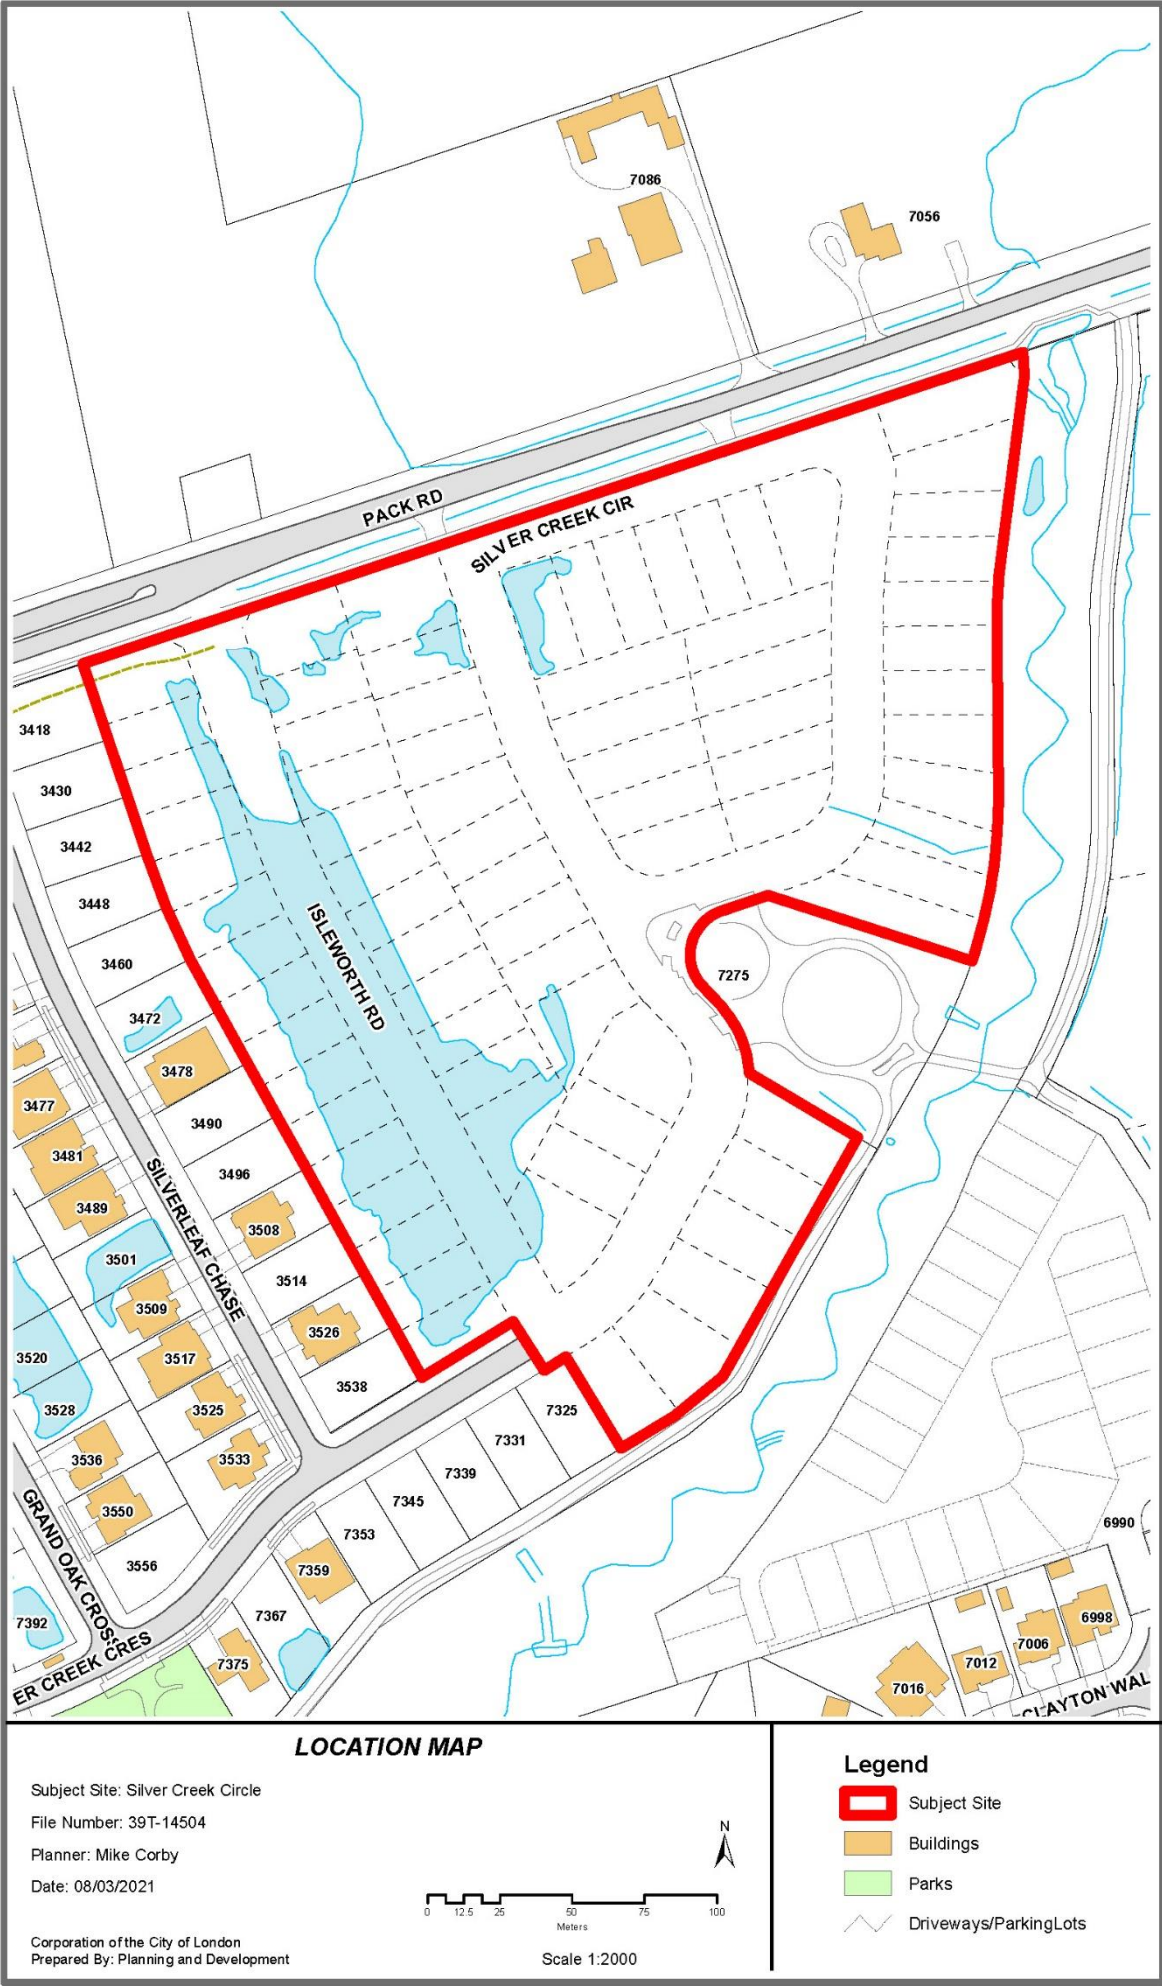 7086
7056
PACK RD
SILVER CREEK CIR
3418
3430
3442
3448
3460
3472
3478
3490
3496
3508
3514
3526
3538
3477
3481
3489
3501
3509
3517
3525
3533
3520
3528
3536
3550
3556
7392
ISLEWORTH RD
SILVERLEAF CHASE
GRAND OAK CROSS
ER CREEK CRES
7275
7325
7331
7339
7345
7353
7359
7367
7375
6990
6998
7006
7012
7016
CLAYTON WAL
LOCATION MAP
Subject Site: Silver Creek Circle
File Number: 39T-14504
Planner: Mike Corby
Date: 08/03/2021
Corporation of the City of London
Prepared By: Planning and Development
N
0 12.5 25 50 75 100
Meters
Scale 1:2000
Legend
Subject Site
Buildings
Parks
Driveways/ParkingLots